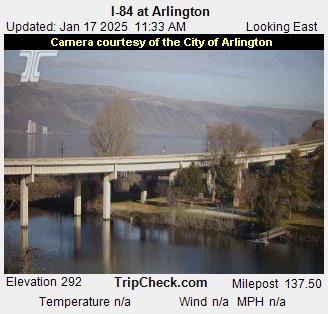 I-84 at Arlington
Updated: Jan 17 2025 11:33 AM Looking East
Camera courtesy of the City of Arlington
Elevation 292 TripCheck.com Milepost 137.50
Temperature n/a Wind n/a MPH n/a